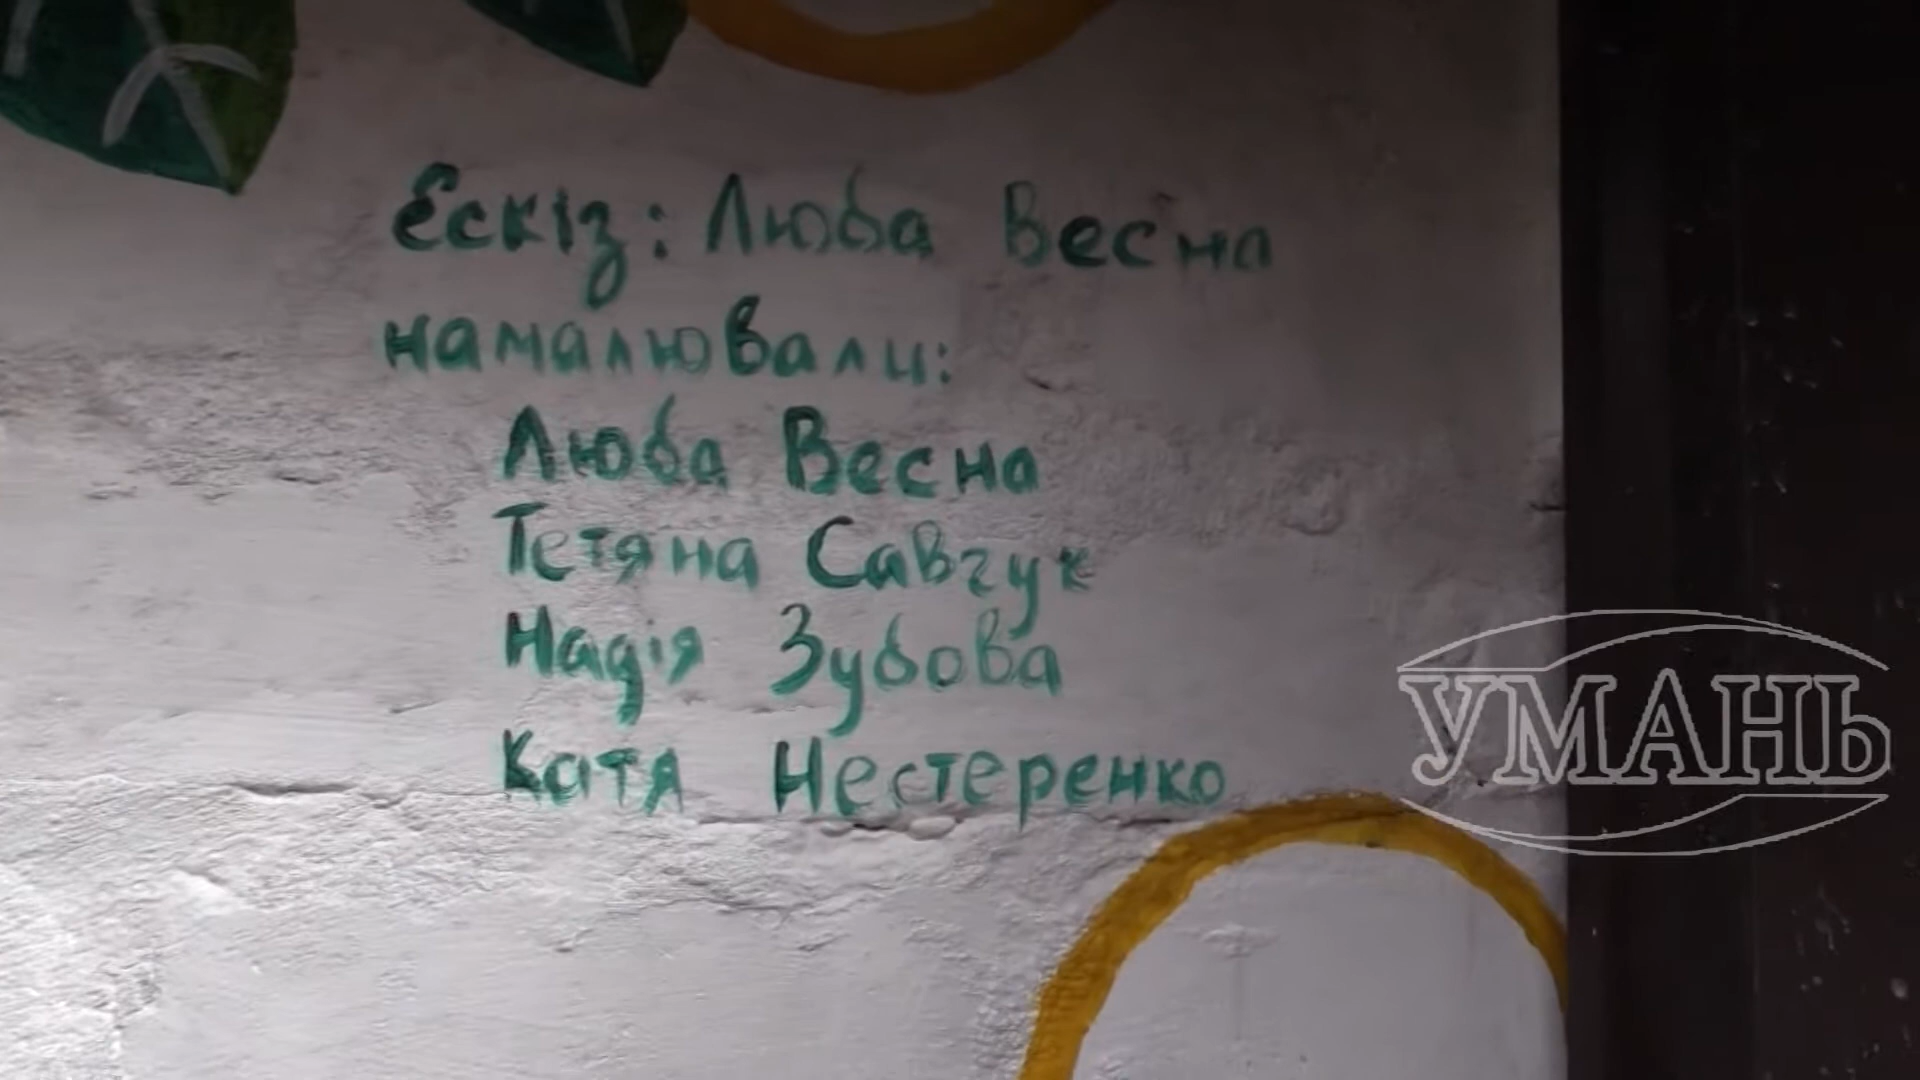 Ескіз: Люба Весна
намалювали:
Люба Весна
Тетяна Савчук
Надія Зубова
Катя Нестеренко
УМАНЬ